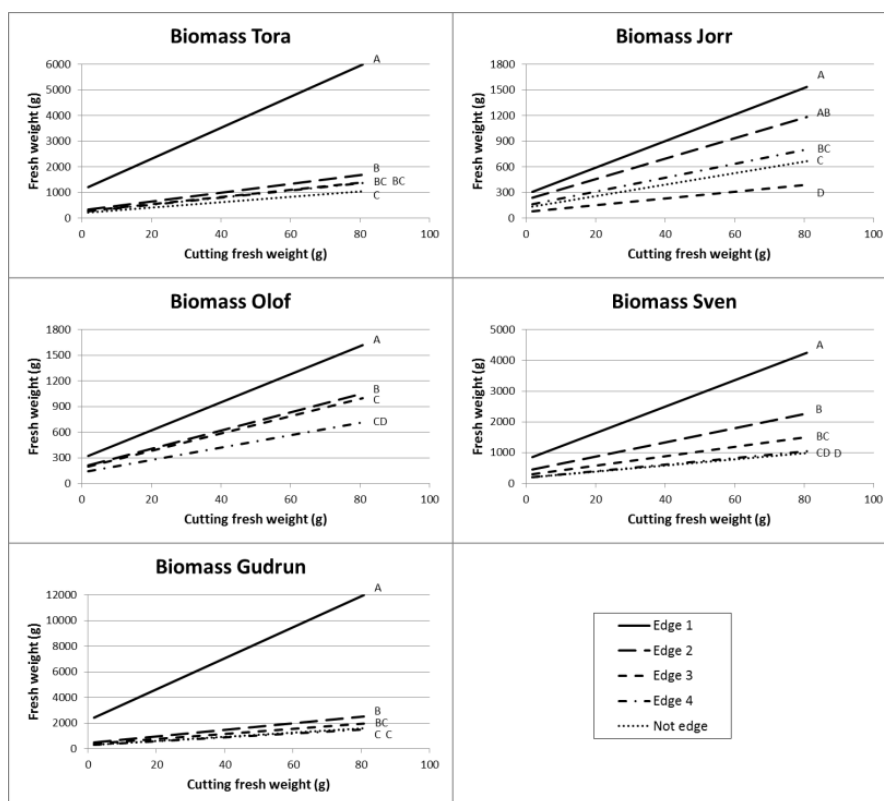 Biomass Tora
Fresh weight (g)
6000
5000
4000
3000
2000
1000
0
A
B
BC BC
C
0 20 40 60 80 100
Cutting fresh weight (g)
Biomass Jorr
Fresh weight (g)
1800
1500
1200
900
600
300
0
A
AB
BC
C
D
0 20 40 60 80 100
Cutting fresh weight (g)
Biomass Olof
Fresh weight (g)
1800
1500
1200
900
600
300
0
A
B
C
CD
0 20 40 60 80 100
Cutting fresh weight (g)
Biomass Sven
Fresh weight (g)
5000
4000
3000
2000
1000
0
A
B
BC
CD D
0 20 40 60 80 100
Cutting fresh weight (g)
Biomass Gudrun
Fresh weight (g)
12000
10000
8000
6000
4000
2000
0
A
B
BC
C C
0 20 40 60 80 100
Cutting fresh weight (g)
Edge 1
Edge 2
Edge 3
Edge 4
Not edge